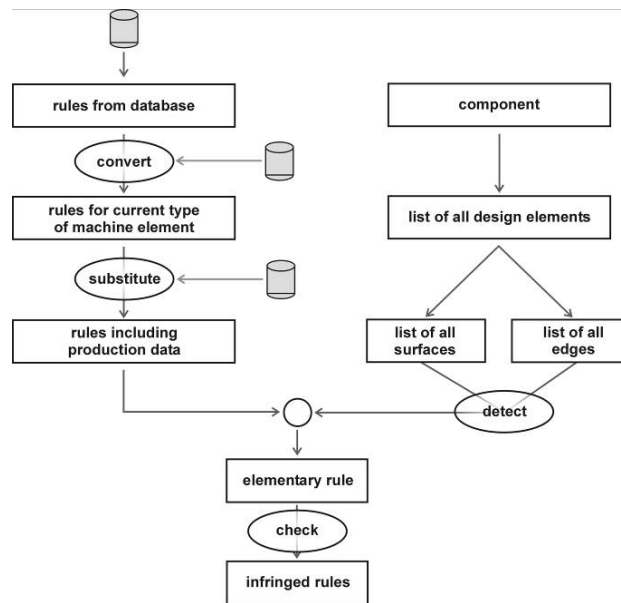 rules from database
component
convert
rules for current type
of machine element
list of all design elements
substitute
rules including
production data
list of all
surfaces
list of all
edges
detect
elementary rule
check
infringed rules